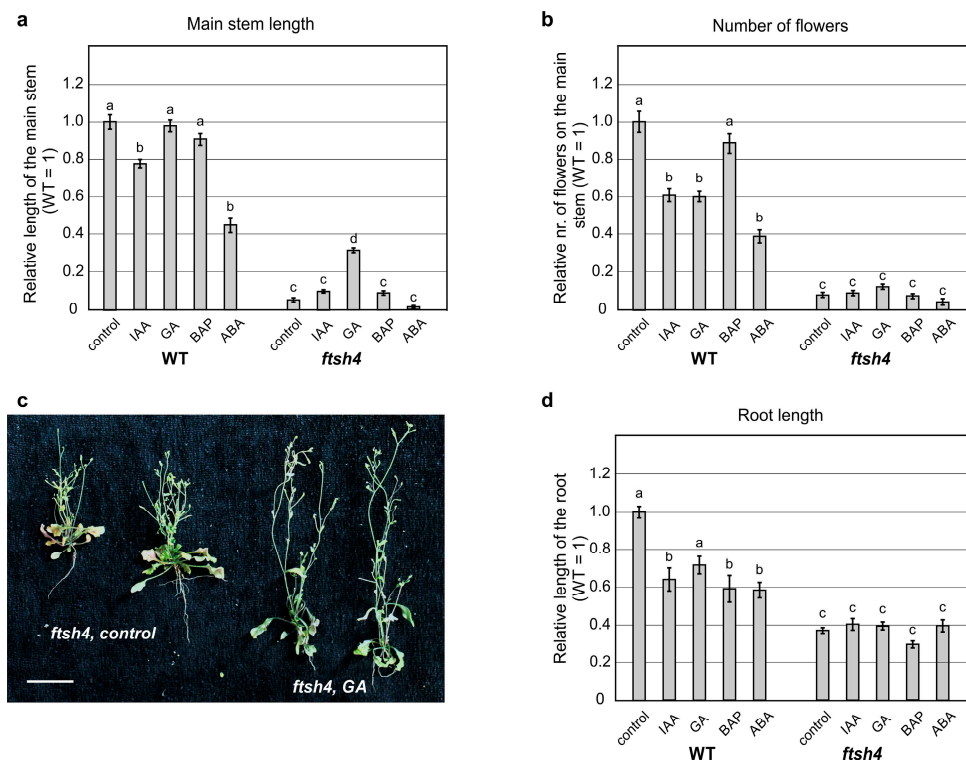 a
Main stem length
Relative length of the main stem
(WT = 1)
1.2
1.0
0.8
0.6
0.4
0.2
0
a
b
a
a
b
c
c
d
c
c
control
IAA
GA
BAP
ABA
control
IAA
GA
BAP
ABA
WT
ftsh4
b
Number of flowers
Relative nr. of flowers on the main
stem (WT = 1)
1.2
1.0
0.8
0.6
0.4
0.2
0
a
b
b
a
b
c
c
c
c
c
control
IAA
GA
BAP
ABA
control
IAA
GA
BAP
ABA
WT
ftsh4
c
ftsh4, control
ftsh4, GA
d
Root length
Relative length of the root
(WT = 1)
1.2
1.0
0.8
0.6
0.4
0.2
0
a
b
a
b
b
c
c
c
c
c
control
IAA
GA
BAP
ABA
control
IAA
GA
BAP
ABA
WT
ftsh4